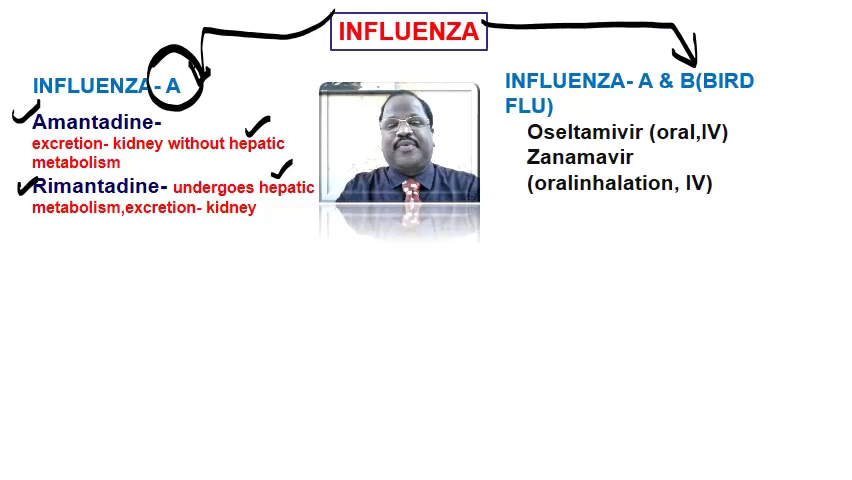 INFLUENZA
INFLUENZA- A
Amantadine-
excretion- kidney without hepatic
metabolism
Rimantadine- undergoes hepatic
metabolism,excretion- kidney
INFLUENZA- A & B(BIRD
FLU)
Oseltamivir (oral,IV)
Zanamavir
(oralinhalation, IV)